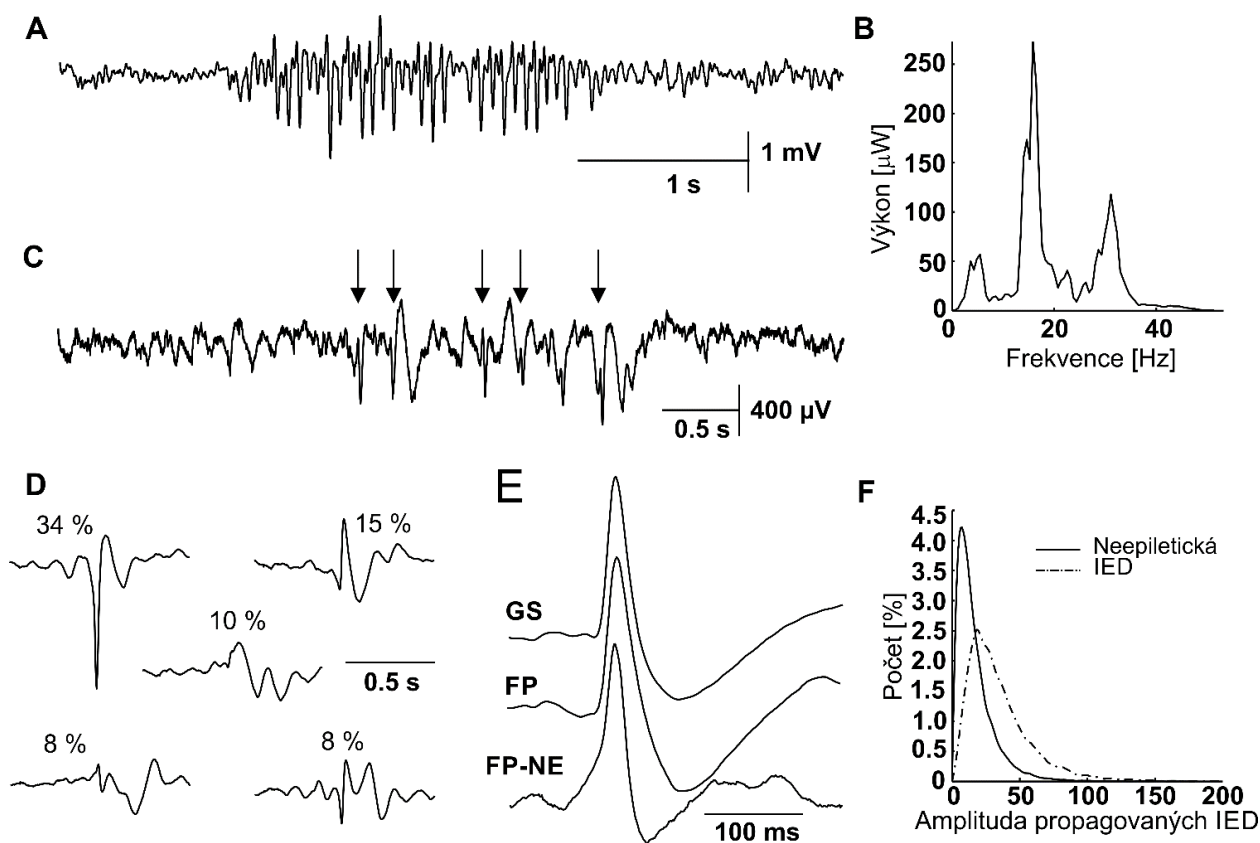 A
1 s
1 mV
B
Výkon [µW]
250
200
150
100
50
0
0
20
40
Frekvence [Hz]
C
0.5 s
400 µV
D
34 %
15 %
10 %
0.5 s
8 %
8 %
E
GS
FP
FP-NE
100 ms
F
Počet [%]
4.5
4.0
3.5
3.0
2.5
2.0
1.5
1.0
0.5
0
Neepiletická
IED
0
50
100
150
200
Amplituda propagovaných IED